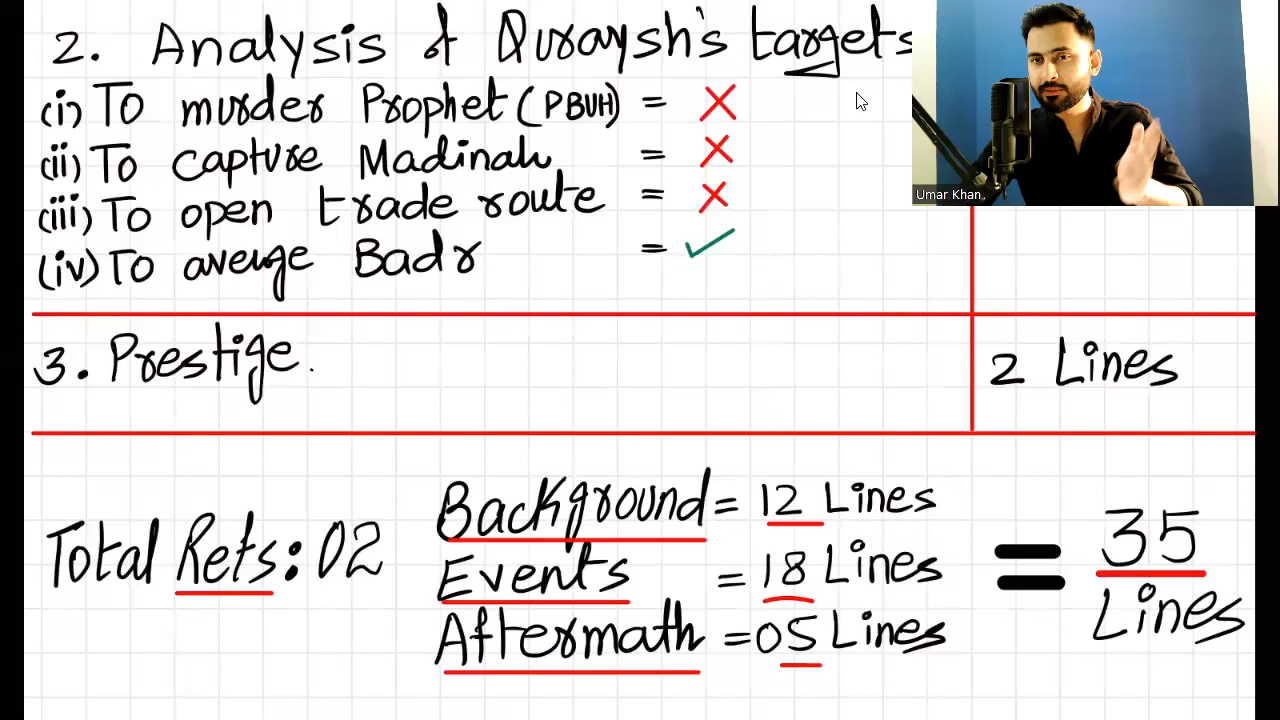 2. Analysis of Quraysh's targets
(i) To murder Prophet (PBUH) = ✗
(ii) To capture Madinah = ✗
(iii) To open trade route = ✗
(iv) To avenge Badr = ✓
Umar Khan
3. Prestige.
2 Lines
Total Refs: 02
Background = 12 Lines
Events = 18 Lines
Aftermath = 05 Lines
= 35 Lines